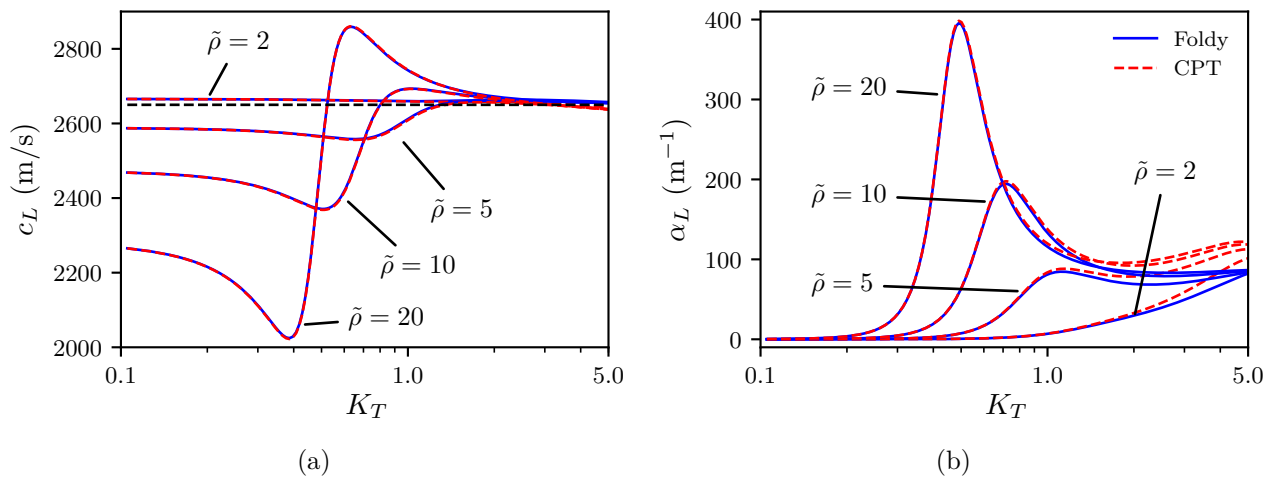 2800
2600
2400
2200
2000
c_L (m/s)
ρ̃ = 2
ρ̃ = 5
ρ̃ = 10
ρ̃ = 20
0.1
1.0
5.0
K_T
(a)
400
300
200
100
0
α_L (m⁻¹)
Foldy
CPT
ρ̃ = 20
ρ̃ = 2
ρ̃ = 10
ρ̃ = 5
0.1
1.0
5.0
K_T
(b)